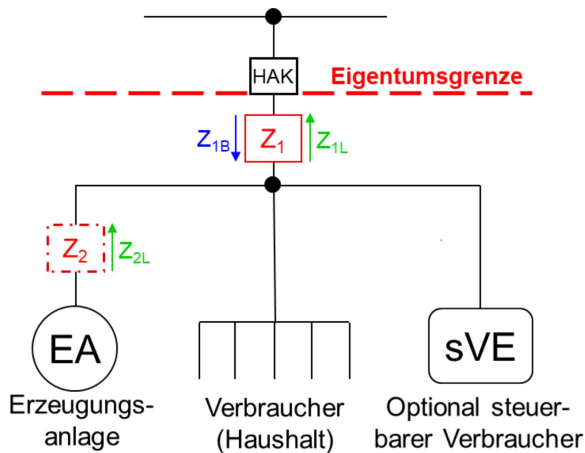 HAK
Eigentumsgrenze
Z1B
Z1
Z1L
Z2
Z2L
EA
sVE
Erzeugungs-
anlage
Verbraucher
(Haushalt)
Optional steuer-
barer Verbraucher